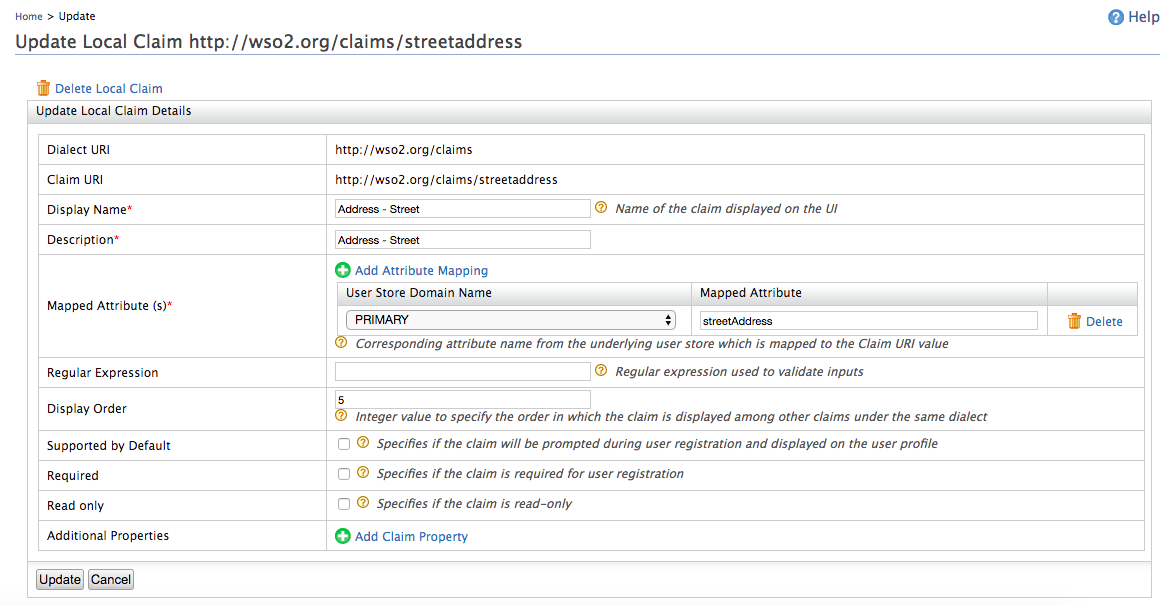 Home > Update
Help
Update Local Claim http://wso2.org/claims/streetaddress
Delete Local Claim
Update Local Claim Details
Dialect URI http://wso2.org/claims
Claim URI http://wso2.org/claims/streetaddress
Display Name* Address - Street ? Name of the claim displayed on the UI
Description* Address - Street
Add Attribute Mapping
User Store Domain Name Mapped Attribute
Mapped Attribute (s)*
PRIMARY streetAddress Delete
? Corresponding attribute name from the underlying user store which is mapped to the Claim URI value
Regular Expression ? Regular expression used to validate inputs
Display Order 5
? Integer value to specify the order in which the claim is displayed among other claims under the same dialect
Supported by Default ? Specifies if the claim will be prompted during user registration and displayed on the user profile
Required ? Specifies if the claim is required for user registration
Read only ? Specifies if the claim is read-only
Additional Properties Add Claim Property
Update Cancel